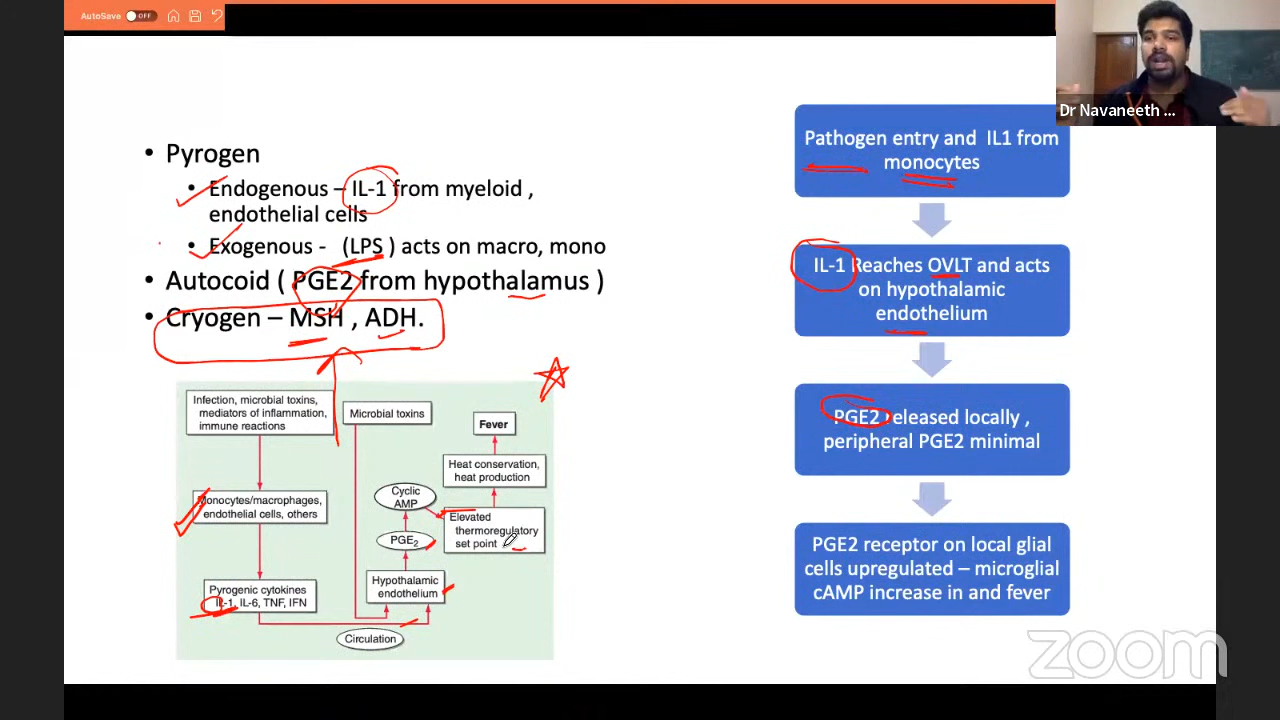 AutoSave OFF
Dr Navaneeth ...
• Pyrogen
• Endogenous – IL-1 from myeloid ,
endothelial cells
• Exogenous - (LPS ) acts on macro, mono
• Autocoid ( PGE2 from hypothalamus )
• Cryogen – MSH , ADH.
Infection, microbial toxins,
mediators of inflammation,
immune reactions
Microbial toxins
Fever
Heat conservation,
heat production
Monocytes/macrophages,
endothelial cells, others
Cyclic
AMP
Elevated
thermoregulatory
set point
PGE2
Pyrogenic cytokines
IL-1, IL-6, TNF, IFN
Hypothalamic
endothelium
Circulation
Pathogen entry and IL1 from
monocytes
IL-1 Reaches OVLT and acts
on hypothalamic
endothelium
PGE2 released locally ,
peripheral PGE2 minimal
PGE2 receptor on local glial
cells upregulated – microglial
cAMP increase in and fever
zoom